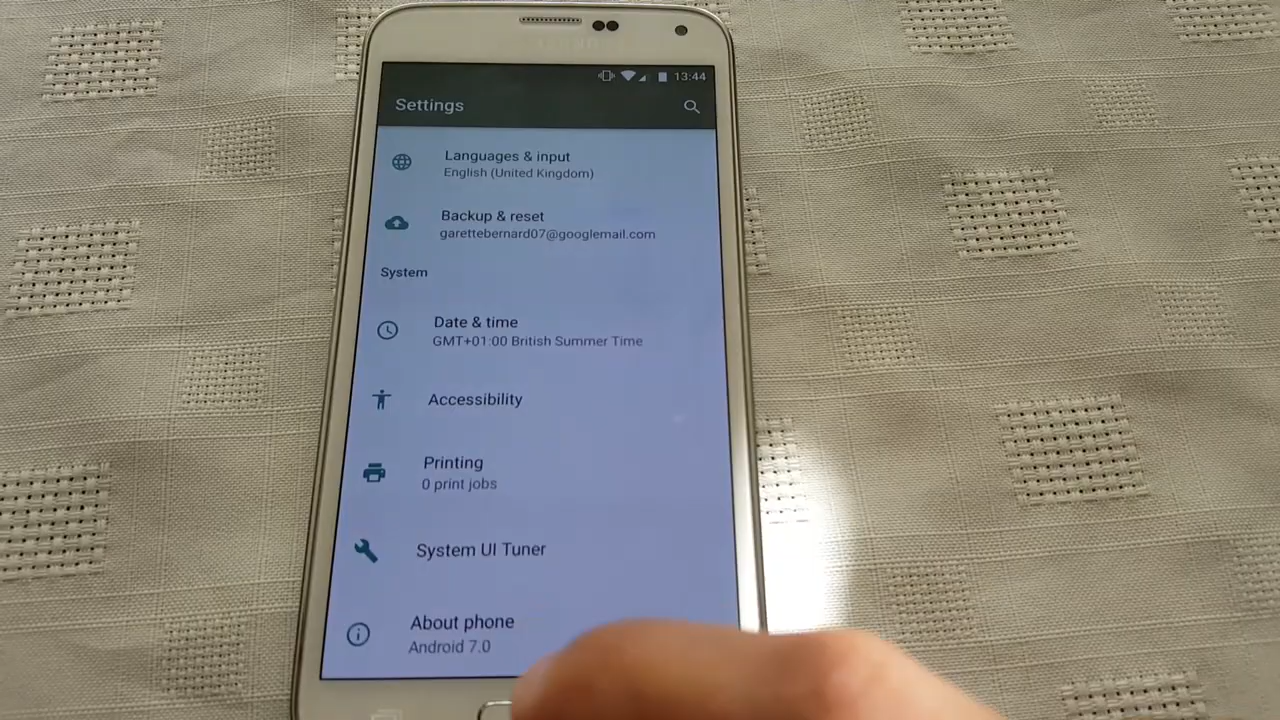 SAMSUNG
13:44
Settings
Languages & input
English (United Kingdom)
Backup & reset
garettebernard07@googlemail.com
System
Date & time
GMT+01:00 British Summer Time
Accessibility
Printing
0 print jobs
System UI Tuner
About phone
Android 7.0